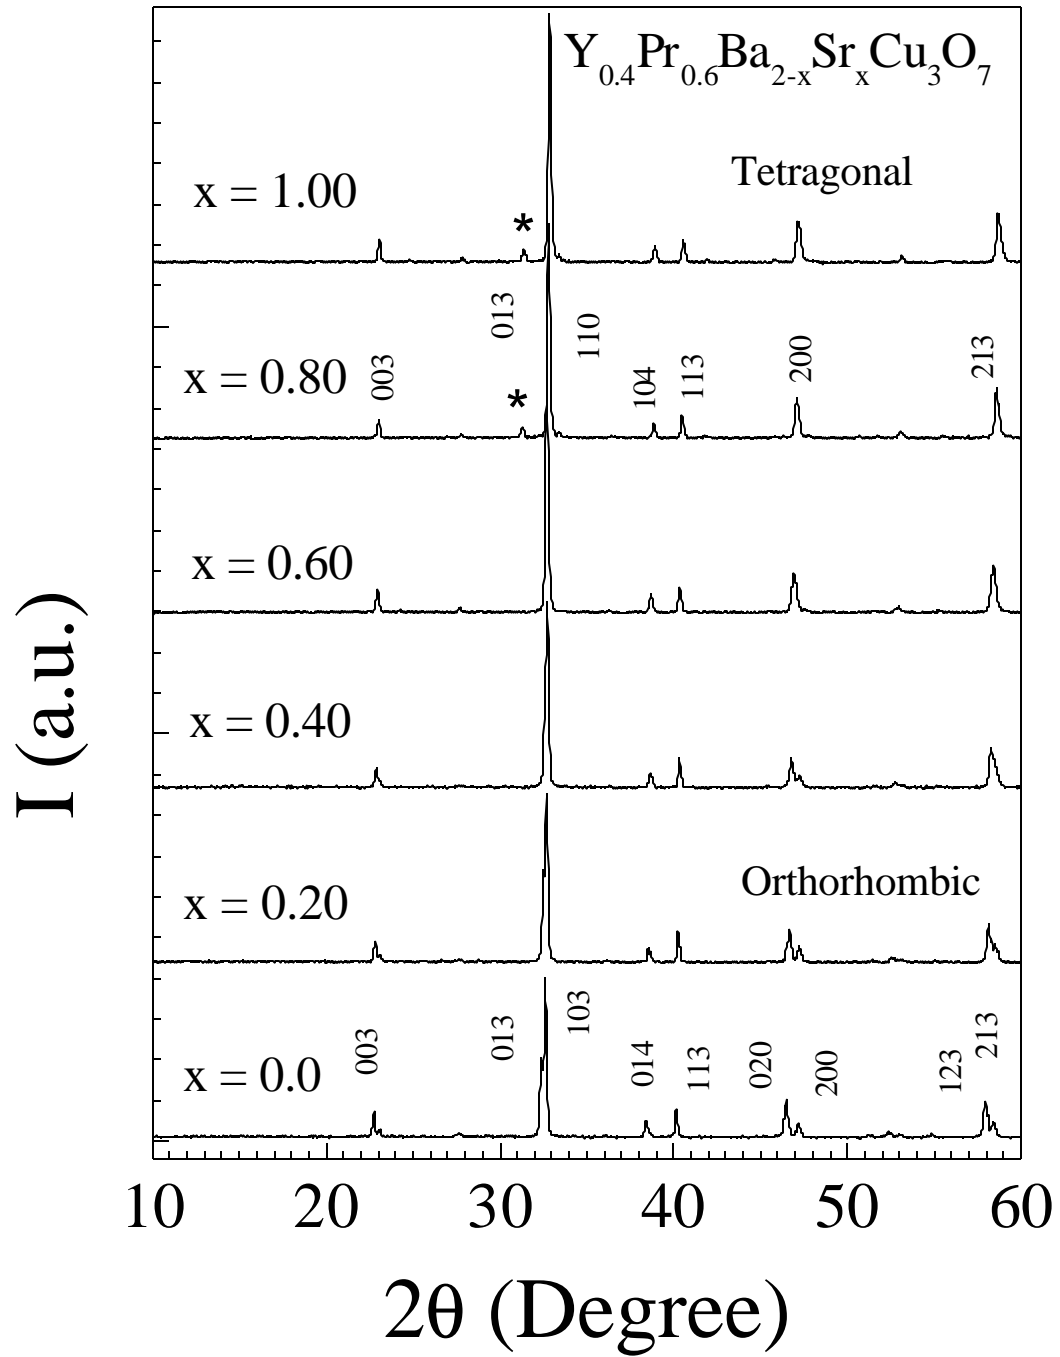 Y₀.₄Pr₀.₆Ba₂₋ₓSrₓCu₃O₇
Tetragonal
x = 1.00
*
013
110
x = 0.80
003
*
104
113
200
213
x = 0.60
x = 0.40
Orthorhombic
x = 0.20
x = 0.0
003
013
103
014
113
020
200
123
213
I (a.u.)
10 20 30 40 50 60
2θ (Degree)